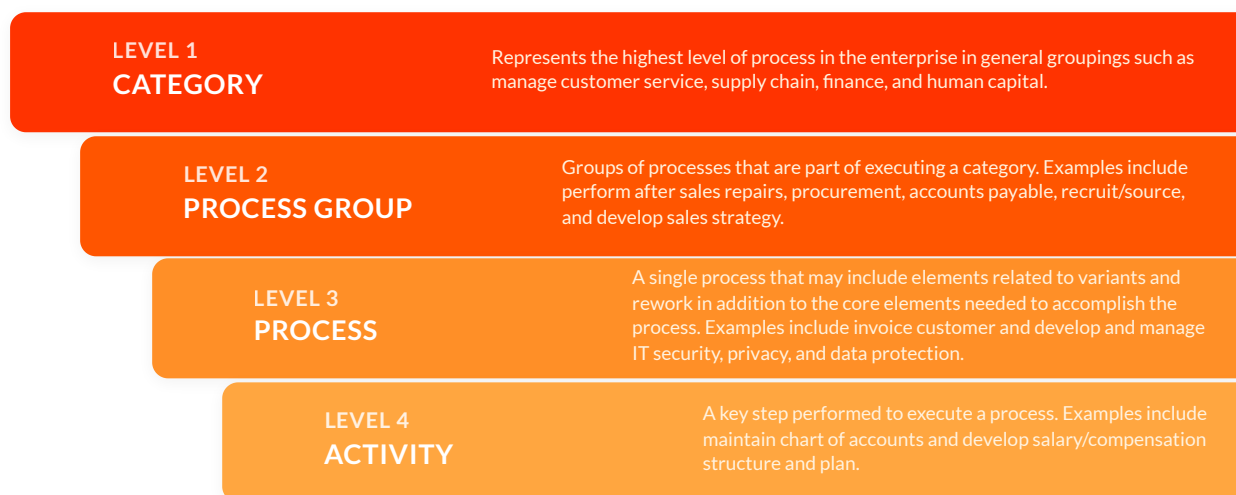 LEVEL 1
CATEGORY
Represents the highest level of process in the enterprise in general groupings such as
manage customer service, supply chain, finance, and human capital.
LEVEL 2
PROCESS GROUP
Groups of processes that are part of executing a category. Examples include
perform after sales repairs, procurement, accounts payable, recruit/source,
and develop sales strategy.
LEVEL 3
PROCESS
A single process that may include elements related to variants and
rework in addition to the core elements needed to accomplish the
process. Examples include invoice customer and develop and manage
IT security, privacy, and data protection.
LEVEL 4
ACTIVITY
A key step performed to execute a process. Examples include
maintain chart of accounts and develop salary/compensation
structure and plan.